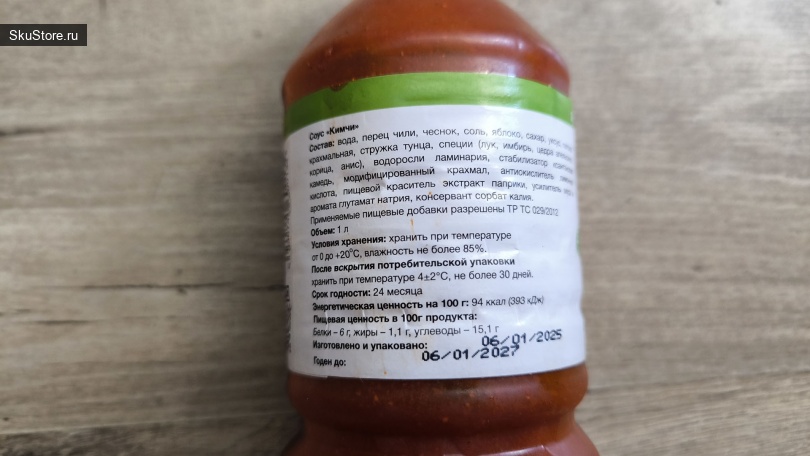 SkuStore.ru
Соус «Кимчи»
Состав: вода, перец чили, чеснок, соль, яблоко, сахар, уксус,
крахмальная, стружка тунца, специи (лук, имбирь, цедра
корица, анис), водоросли ламинария, стабилизатор
камедь, модифицированный крахмал, антиокислитель
кислота, пищевой краситель экстракт паприки, усилитель вкуса и
аромата глутамат натрия, консервант сорбат калия.
Применяемые пищевые добавки разрешены ТР ТС 029/2012
Объем: 1 л
Условия хранения: хранить при температуре
от 0 до +20°С, влажность не более 85%.
После вскрытия потребительской упаковки
хранить при температуре 4±2°С, не более 30 дней.
Срок годности: 24 месяца
Энергетическая ценность на 100 г: 94 ккал (393 кДж)
Пищевая ценность в 100г продукта:
Белки – 6 г, жиры – 1,1 г, углеводы – 15,1 г
Изготовлено и упаковано: 06/01/2025
Годен до: 06/01/2027